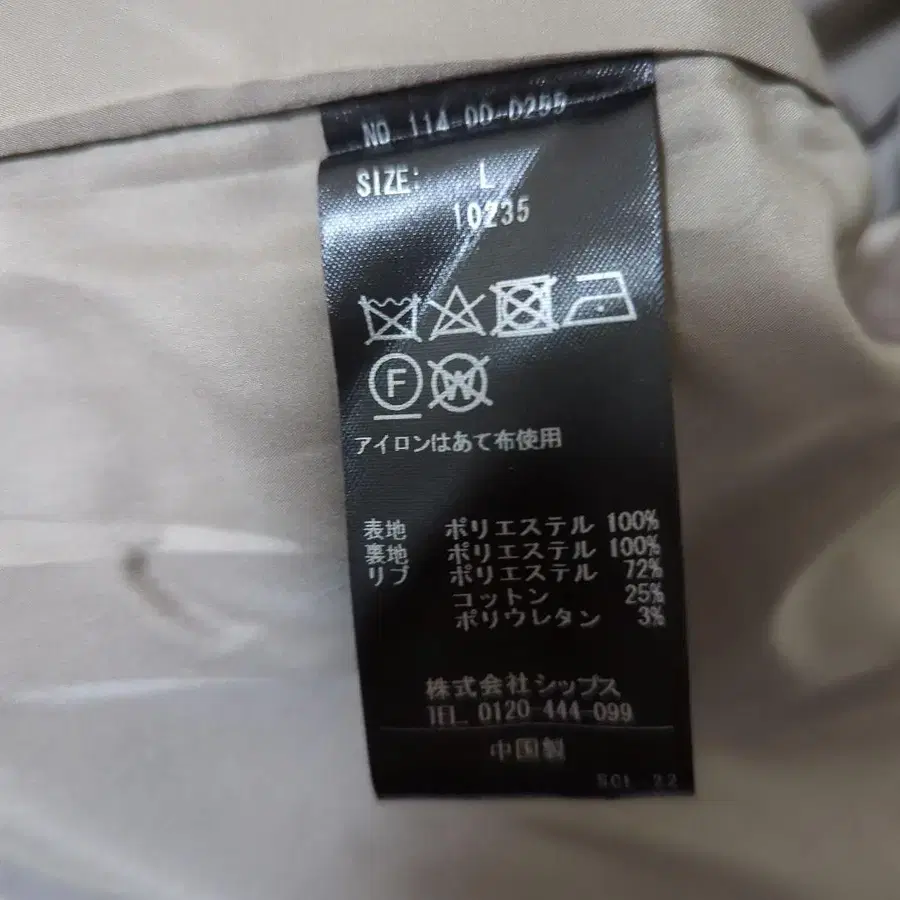 NO 114-00-0255
SIZE: L
10235
F W
アイロンはあて布使用
表地 ポリエステル 100%
裏地 ポリエステル 100%
リブ ポリエステル 72%
コットン 25%
ポリウレタン 3%
株式会社シップス
TEL. 0120-444-099
中国製